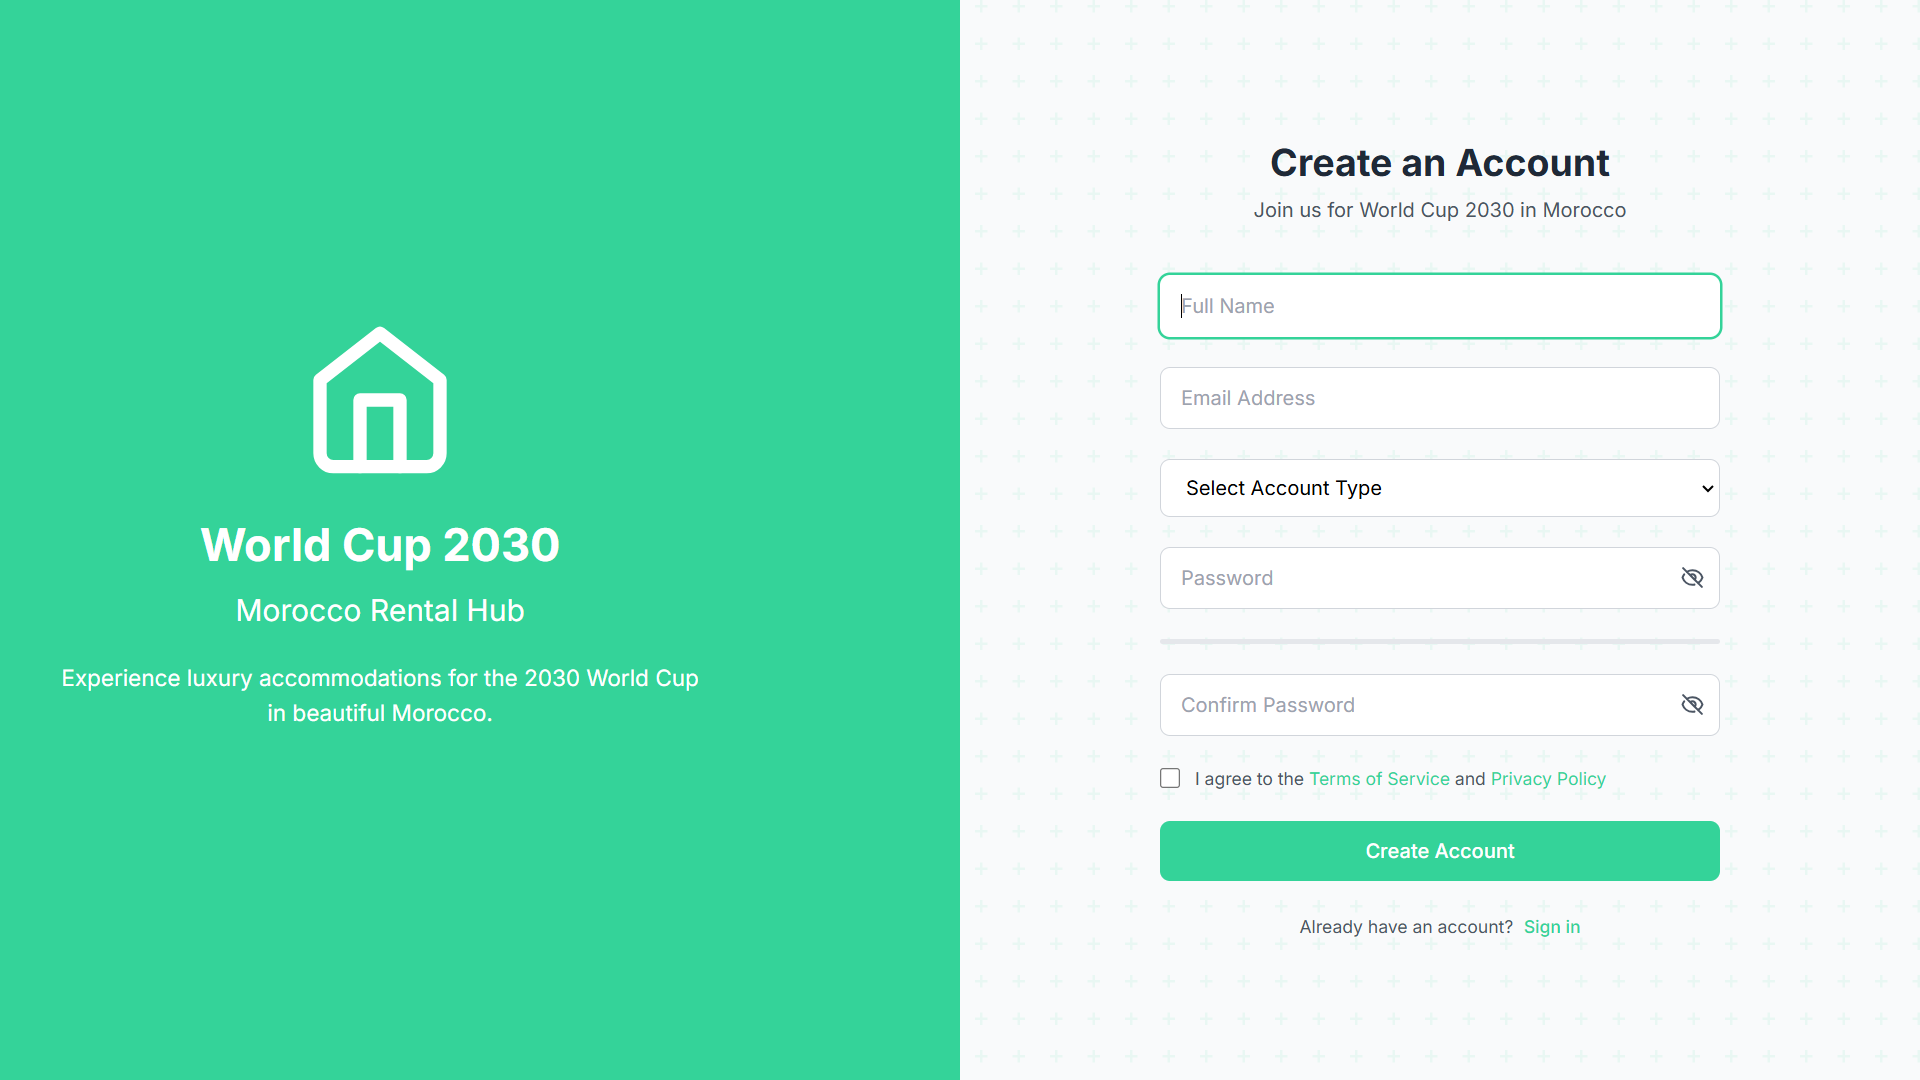 World Cup 2030
Morocco Rental Hub
Experience luxury accommodations for the 2030 World Cup
in beautiful Morocco.
Create an Account
Join us for World Cup 2030 in Morocco
Full Name
Email Address
Select Account Type
Password
Confirm Password
I agree to the Terms of Service and Privacy Policy
Create Account
Already have an account? Sign in